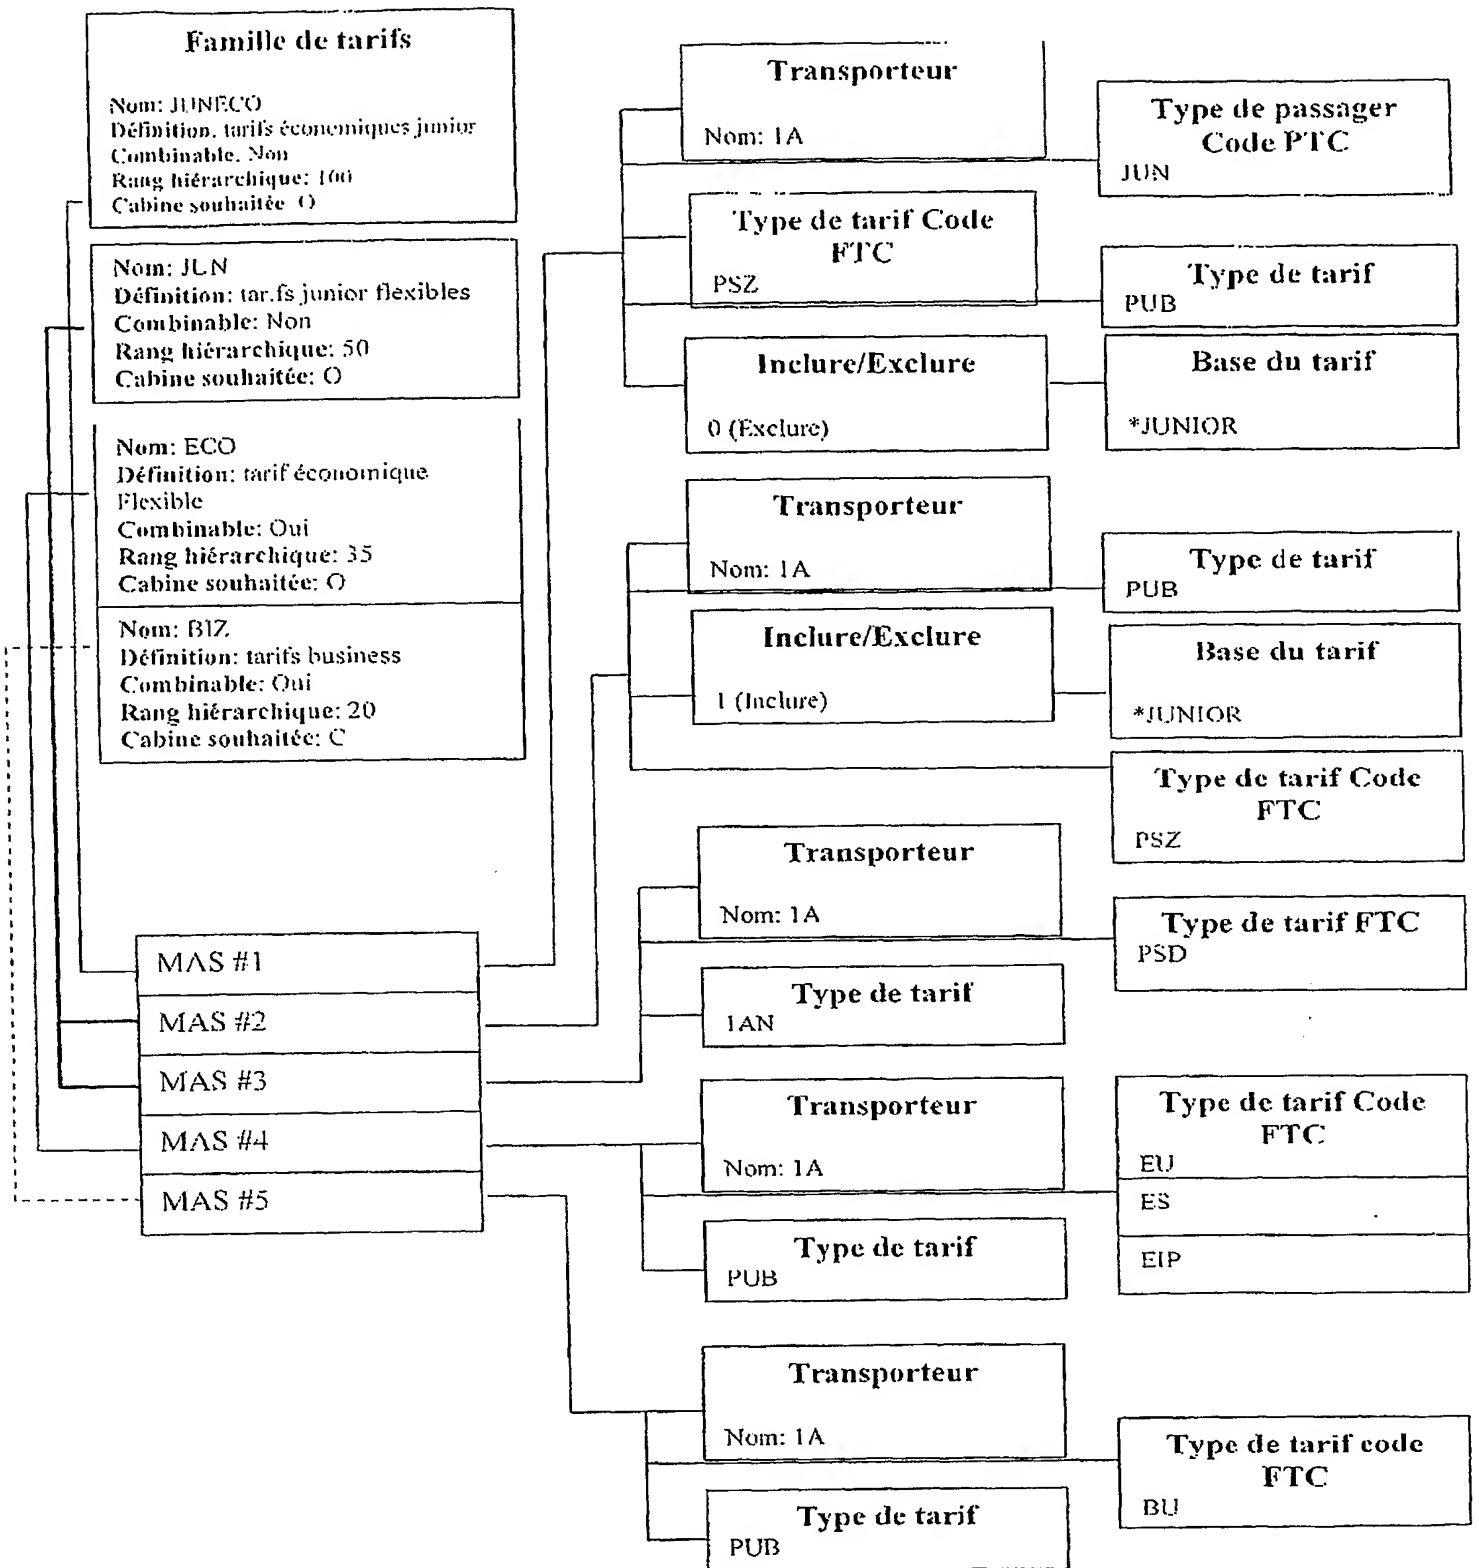 Famille de tarifs
Nom: JUNECO
Définition. tarifs économiques junior
Combinable. Non
Rang hiérarchique: 100
Cabine souhaitée O
Nom: JUN
Définition: tar.fs junior flexibles
Combinable: Non
Rang hiérarchique: 50
Cabine souhaitée: O
Nom: ECO
Définition: tarif économique
Flexible
Combinable: Oui
Rang hiérarchique: 35
Cabine souhaitée: O
Nom: BIZ
Définition: tarifs business
Combinable: Oui
Rang hiérarchique: 20
Cabine souhaitée: C
MAS #1
MAS #2
MAS #3
MAS #4
MAS #5
Transporteur
Nom: 1A
Type de passager
Code PTC
JUN
Type de tarif Code
FTC
PSZ
Type de tarif
PUB
Inclure/Exclure
0 (Exclure)
Base du tarif
*JUNIOR
Transporteur
Nom: 1A
Type de tarif
PUB
Inclure/Exclure
1 (Inclure)
Base du tarif
*JUNIOR
Type de tarif Code
FTC
PSZ
Transporteur
Nom: 1A
Type de tarif FTC
PSD
Type de tarif
1AN
Transporteur
Nom: 1A
Type de tarif Code
FTC
EU
ES
EIP
Type de tarif
PUB
Transporteur
Nom: 1A
Type de tarif code
FTC
BU
Type de tarif
PUB